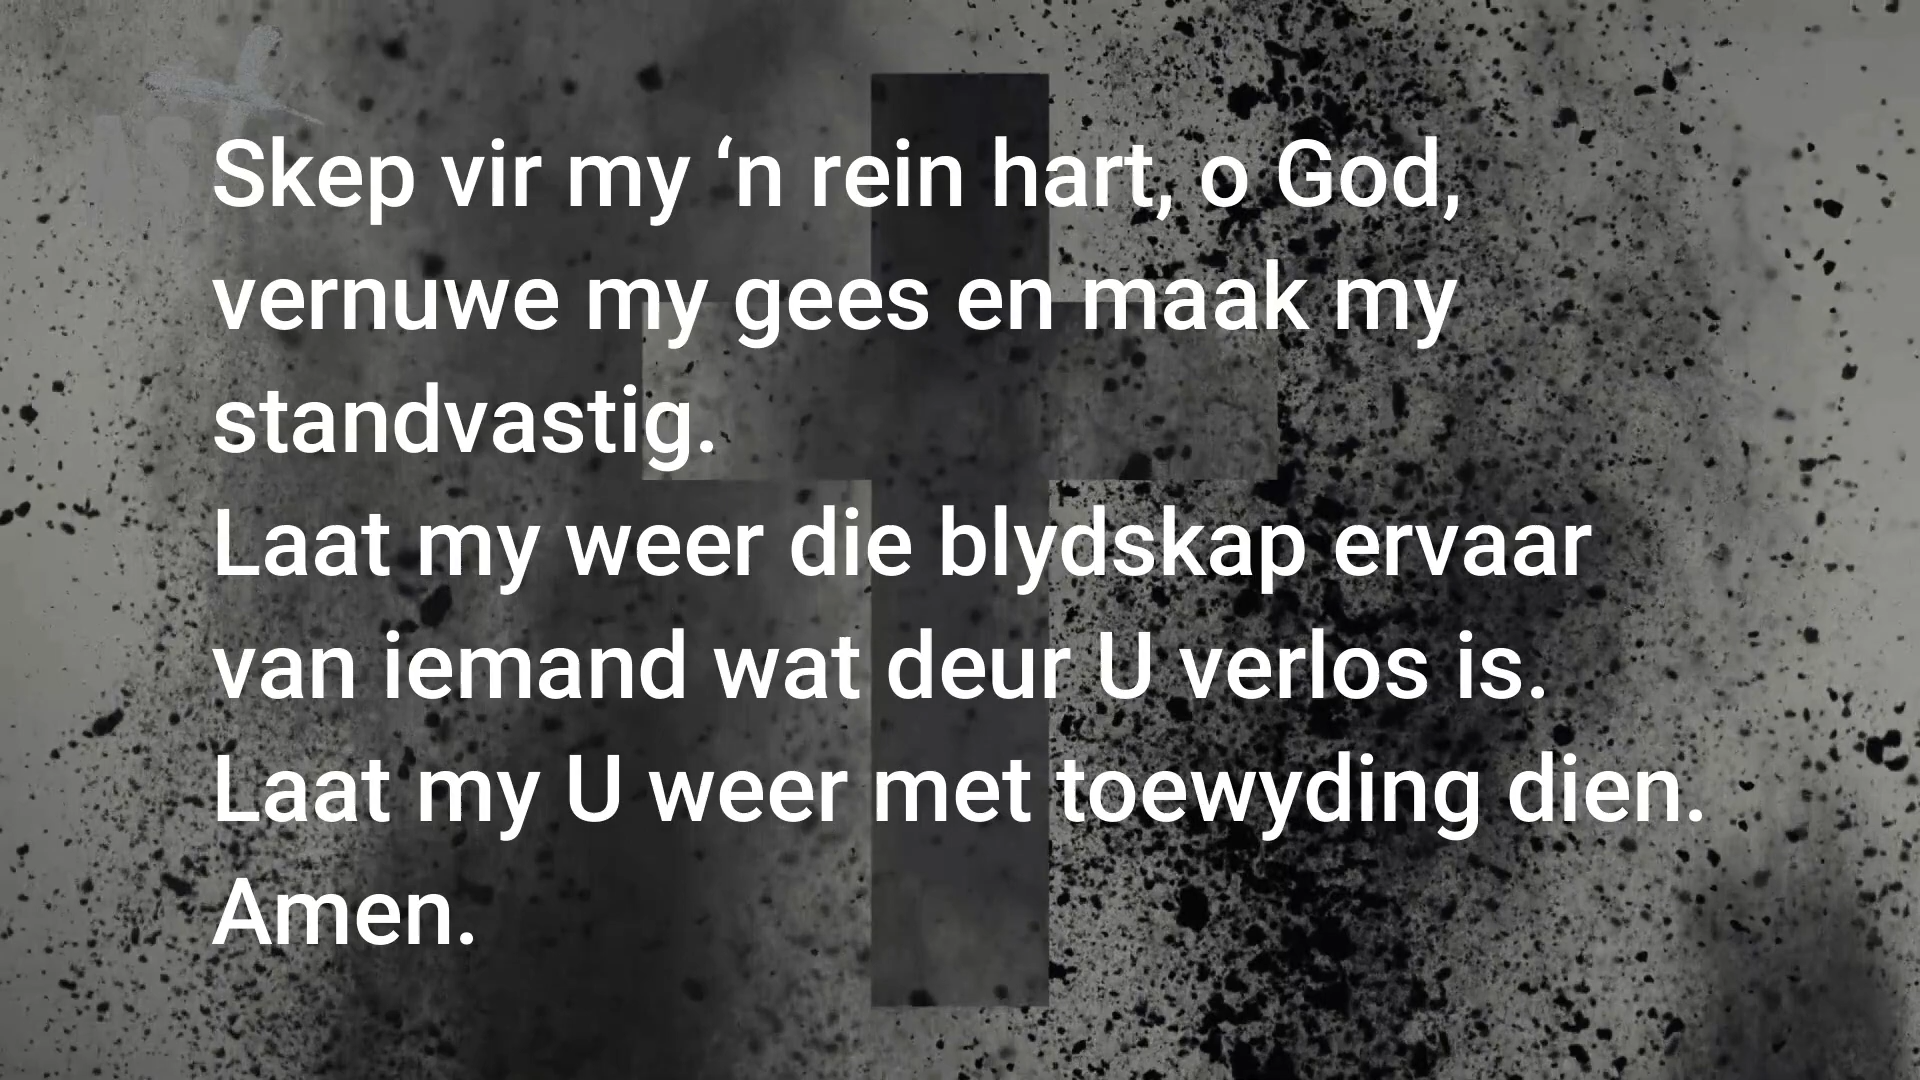 Skep vir my ‘n rein hart, o God,
vernuwe my gees en maak my
standvastig.
Laat my weer die blydskap ervaar
van iemand wat deur U verlos is.
Laat my U weer met toewyding dien.
Amen.